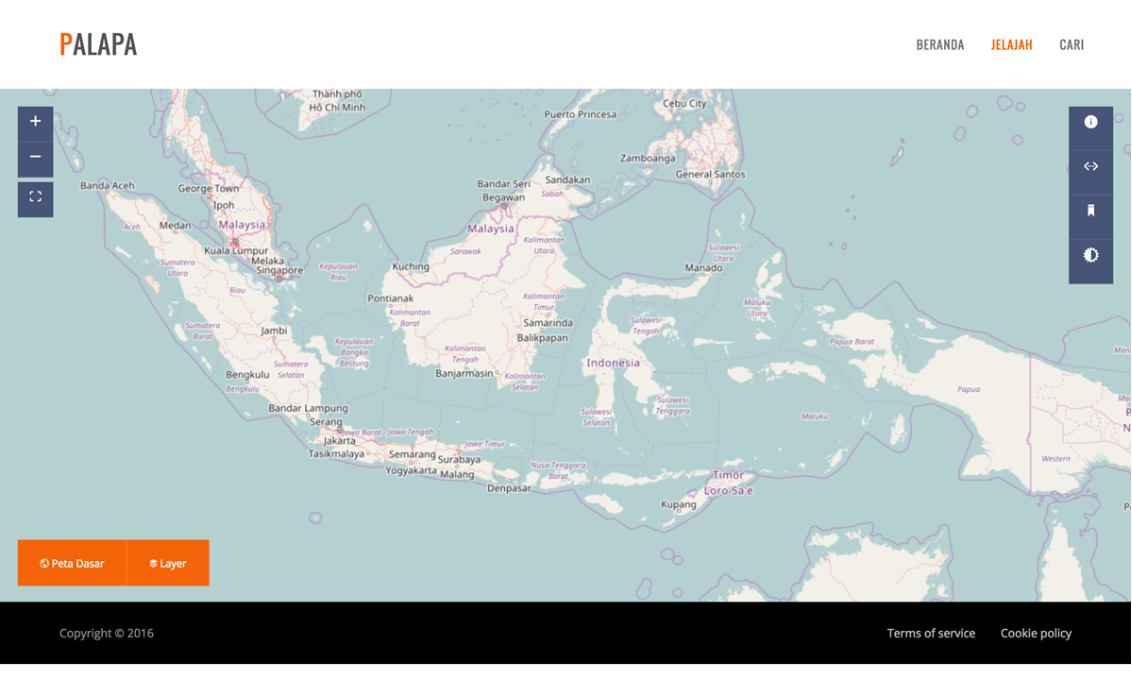 PALAPA
BERANDA JELAJAH CARI
Thành phố
Hồ Chí Minh
Cebu City
Puerto Princesa
Zamboanga
General Santos
Banda Aceh
George Town
Ipoh
Bandar Seri
Begawan
Sandakan
Sabah
Aceh
Medan
Malaysia
Malaysia
Kalimantan
Utara
Sulawesi
Utara
Kuala Lumpur
Melaka
Singapore
Sumatera
Utara
Sarawak
Kuching
Kepulauan
Riau
Manado
Riau
Pontianak
Kalimantan
Barat
Kalimantan
Timur
Maluku
Utara
Sumatera
Barat
Jambi
Samarinda
Balikpapan
Sulawesi
Tengah
Papua Barat
Kepulauan
Bangka
Belitung
Kalimantan
Tengah
Indonesia
Bengkulu
Sumatera
Selatan
Bengkulu
Banjarmasin
Kalimantan
Selatan
Papua
Bandar Lampung
Serang
Sulawesi
Selatan
Sulawesi
Tenggara
Maluku
Jakarta
Jawa Barat
Jawa Tengah
Jawa Timur
Tasikmalaya
Semarang
Surabaya
Yogyakarta
Malang
Denpasar
Nusa Tenggara
Barat
Timor
Loro Sa'e
Kupang
Western
Peta Dasar Layer
Copyright © 2016 Terms of service Cookie policy